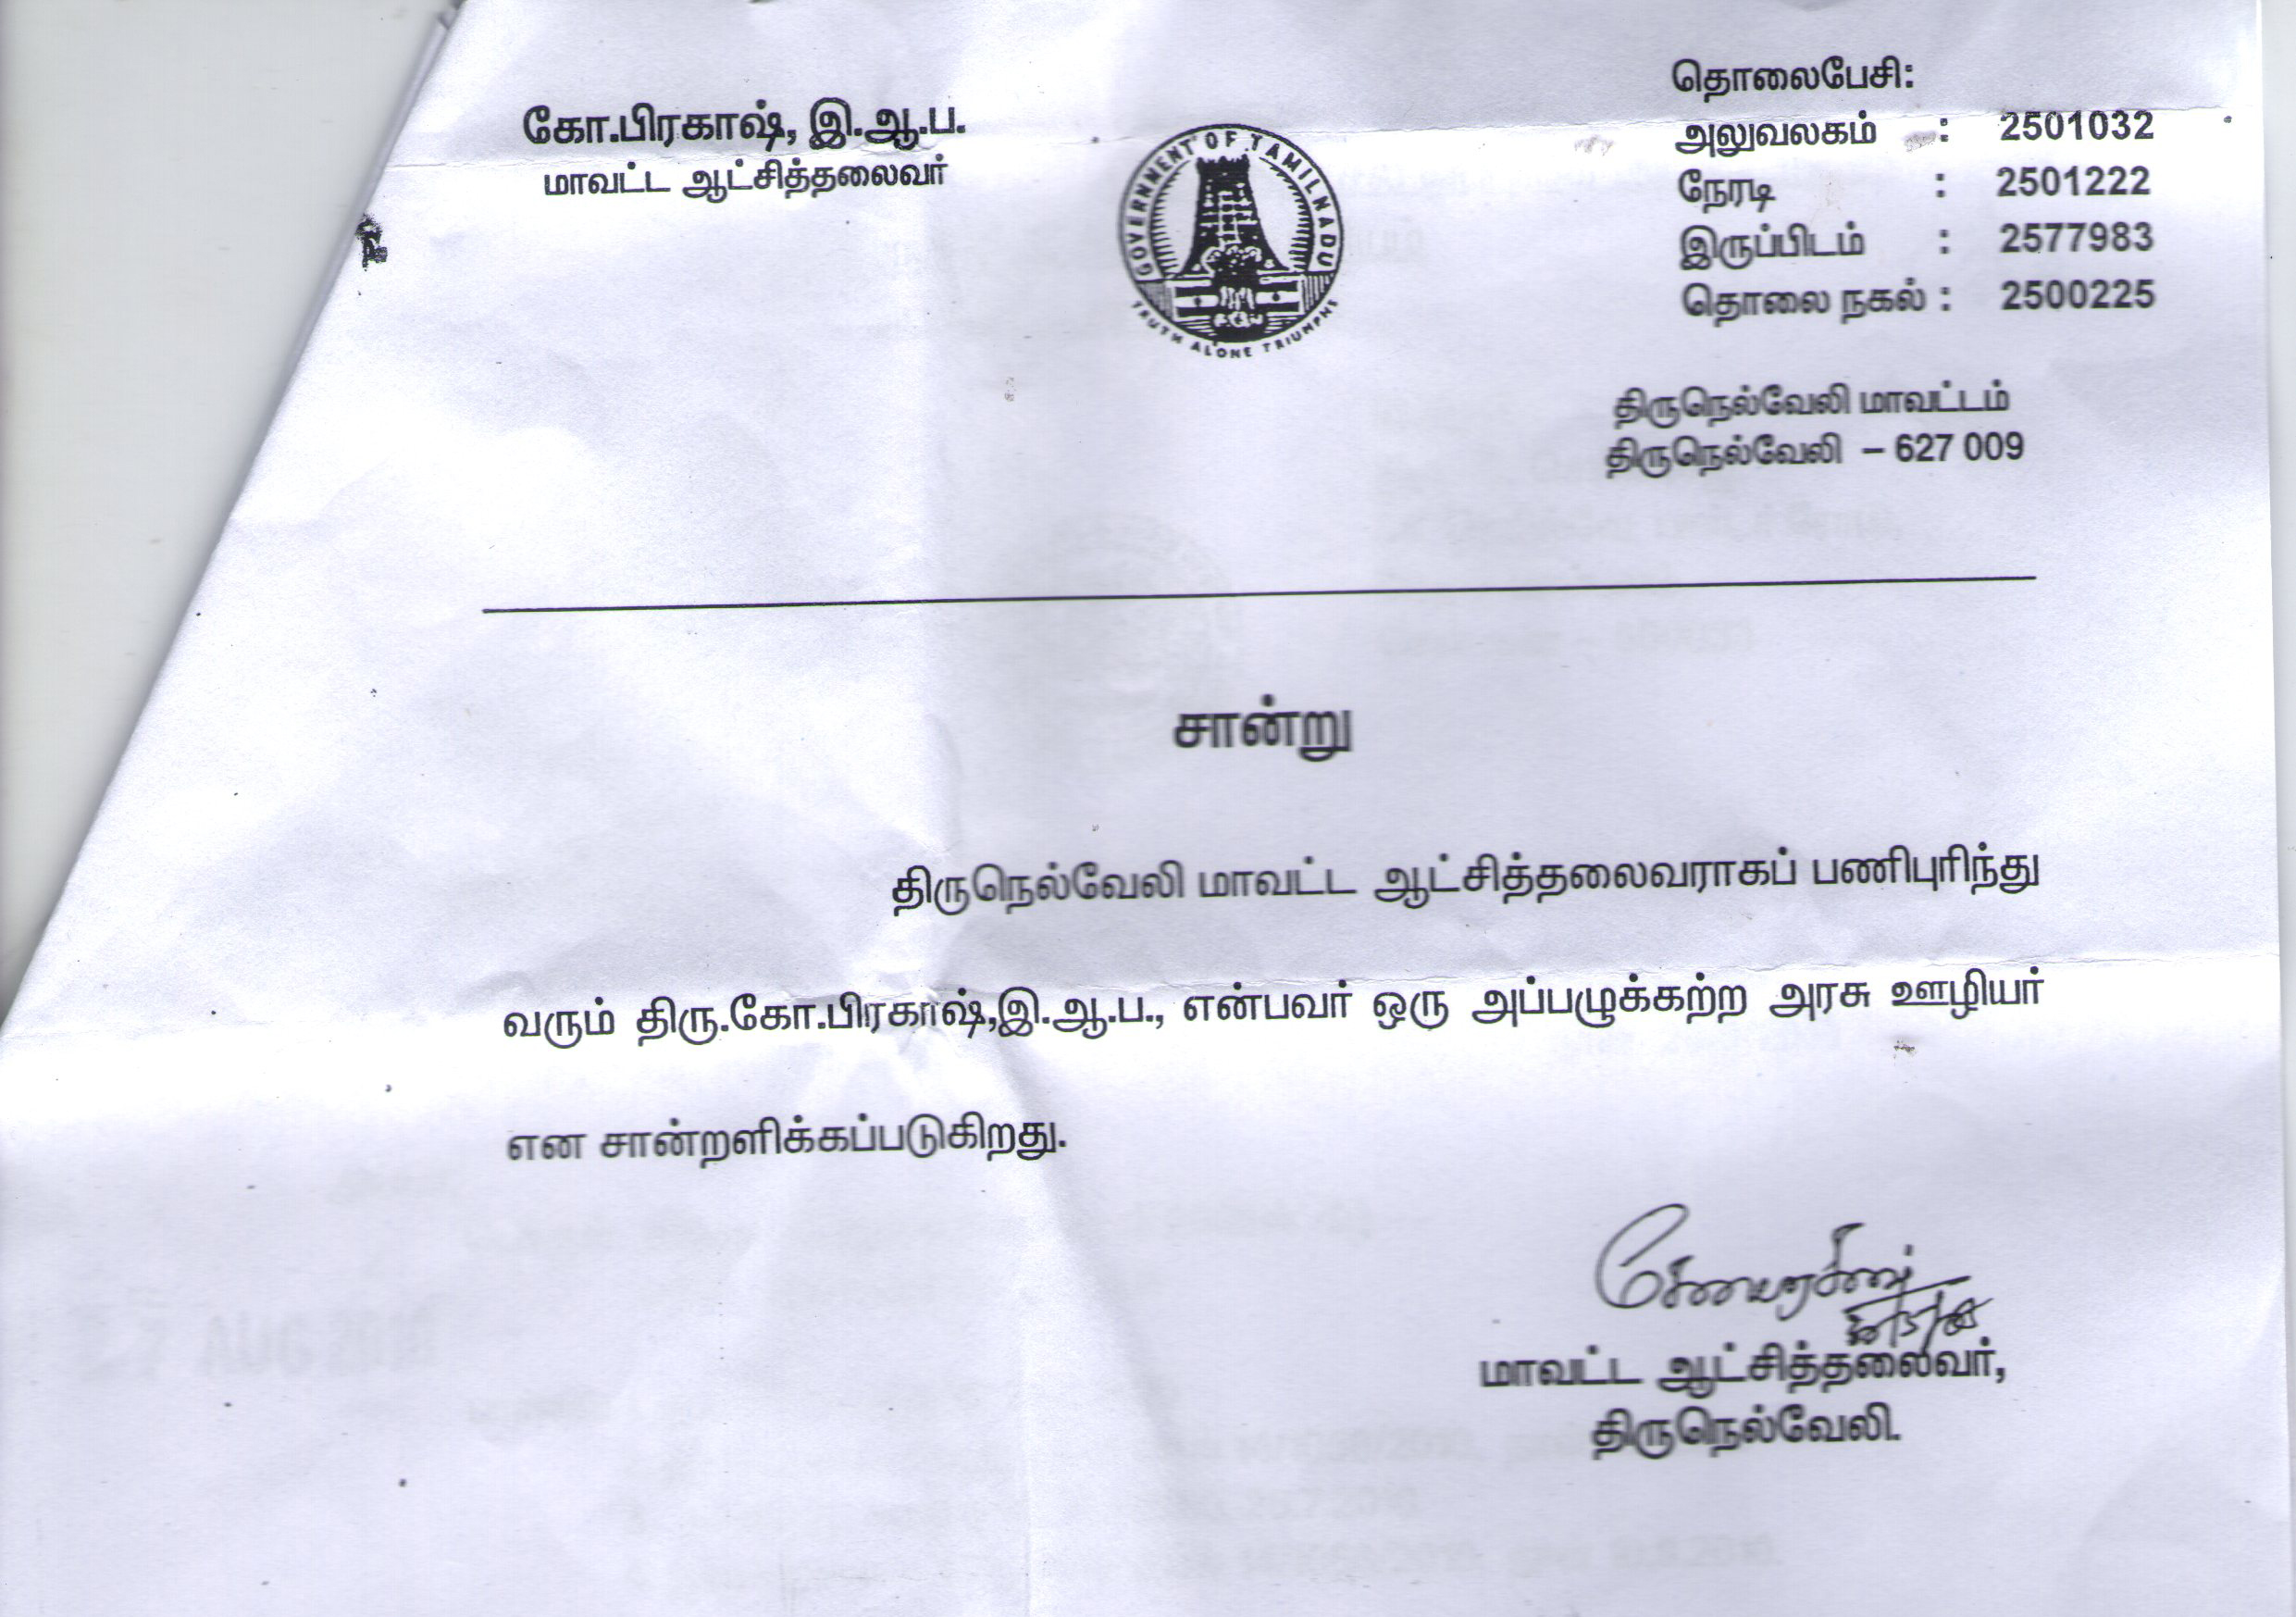 கோ.பிரகாஷ், இ.ஆ.ப.
மாவட்ட ஆட்சித்தலைவர்
GOVERNMENT OF TAMILNADU
TRUTH ALONE TRIUMPHS
தொலைபேசி:
அலுவலகம் : 2501032
நேரடி : 2501222
இருப்பிடம் : 2577983
தொலை நகல் : 2500225
திருநெல்வேலி மாவட்டம்
திருநெல்வேலி – 627 009
சான்று
திருநெல்வேலி மாவட்ட ஆட்சித்தலைவராகப் பணிபுரிந்து
வரும் திரு.கோ.பிரகாஷ்,இ.ஆ.ப., என்பவர் ஒரு அப்பழுக்கற்ற அரசு ஊழியர்
என சான்றளிக்கப்படுகிறது.
மாவட்ட ஆட்சித்தலைவர்,
திருநெல்வேலி.